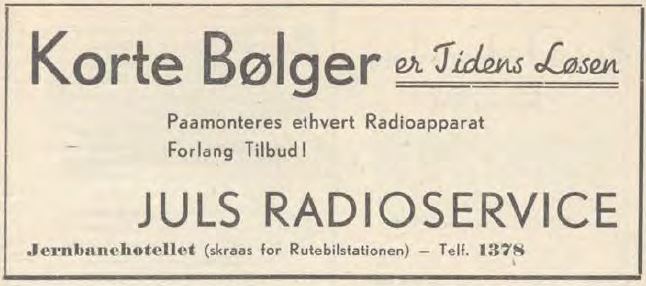 Korte Bølger er Tidens Løsen
Paamonteres ethvert Radioapparat
Forlang Tilbud!
JULS RADIOSERVICE
Jernbanehotellet (skraas for Rutebilstationen) — Telf. 1378